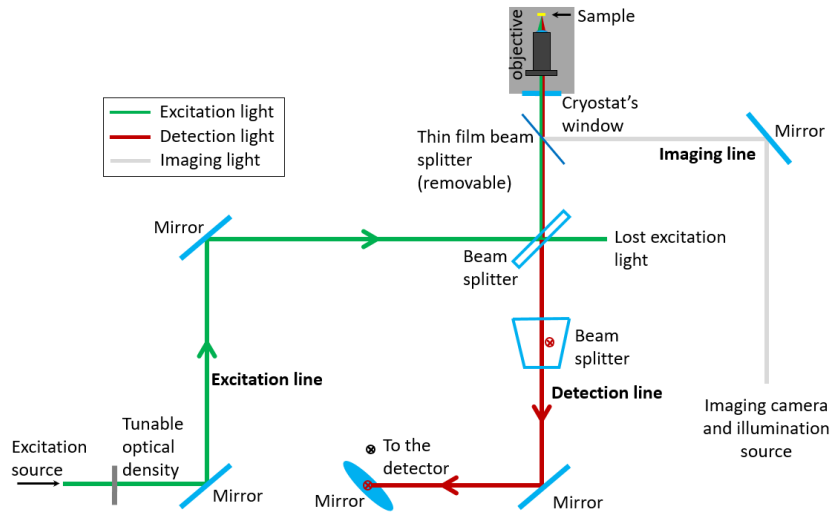 objective
Sample
Cryostat's
window
Excitation light
Detection light
Imaging light
Thin film beam
splitter
(removable)
Imaging line
Mirror
Mirror
Beam
splitter
Lost excitation
light
Beam
splitter
Excitation line
Detection line
Imaging camera
and illumination
source
Excitation
source
Tunable
optical
density
Mirror
To the
detector
Mirror
Mirror